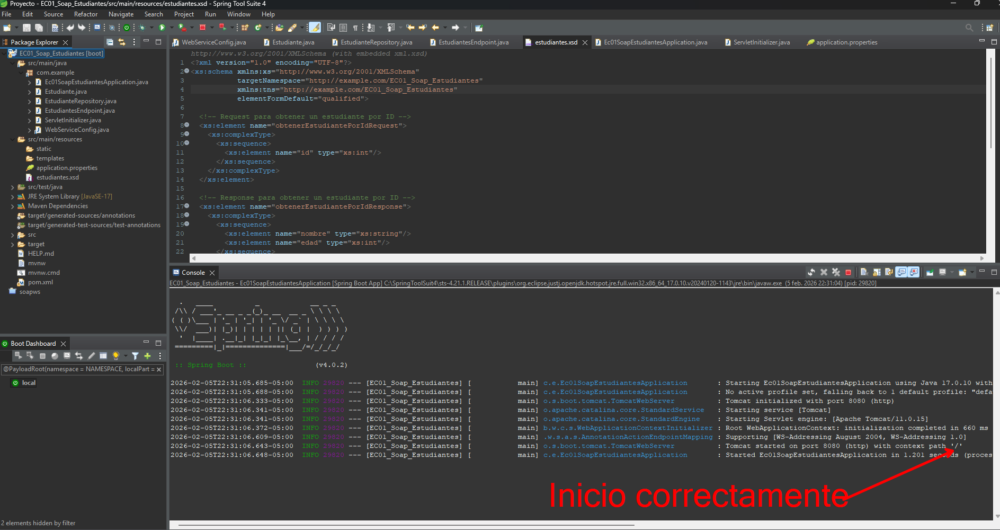 Proyecto - EC01_Soap_Estudiantes/src/main/resources/estudiantes.xsd - Spring Tool Suite 4
File Edit Source Refactor Navigate Search Project Run Window Help
Package Explorer
EC01_Soap_Estudiantes [boot]
src/main/java
com.example
Ec01SoapEstudiantesApplication.java
Estudiante.java
EstudianteRepository.java
EstudiantesEndpoint.java
ServletInitializer.java
WebServiceConfig.java
src/main/resources
static
templates
application.properties
estudiantes.xsd
src/test/java
JRE System Library [JavaSE-17]
Maven Dependencies
target/generated-sources/annotations
target/generated-test-sources/test-annotations
src
target
HELP.md
mvnw
mvnw.cmd
pom.xml
soapws
Boot Dashboard
@PayloadRoot(namespace = NAMESPACE, localPart =
local
2 elements hidden by filter
WebServiceConfig.java Estudiante.java EstudianteRepository.java EstudiantesEndpoint.java estudiantes.xsd Ec01SoapEstudiantesApplication.java ServletInitializer.java application.properties
http://www.w3.org/2001/XMLSchema (with embedded xml.xsd)
1 <?xml version="1.0" encoding="UTF-8"?>
2 <xs:schema xmlns:xs="http://www.w3.org/2001/XMLSchema"
3 targetNamespace="http://example.com/EC01_Soap_Estudiantes"
4 xmlns:tns="http://example.com/EC01_Soap_Estudiantes"
5 elementFormDefault="qualified">
6
7 <!-- Request para obtener un estudiante por ID -->
8 <xs:element name="obtenerEstudiantePorIdRequest">
9 <xs:complexType>
10 <xs:sequence>
11 <xs:element name="id" type="xs:int"/>
12 </xs:sequence>
13 </xs:complexType>
14 </xs:element>
15
16 <!-- Response para obtener un estudiante por ID -->
17 <xs:element name="obtenerEstudiantePorIdResponse">
18 <xs:complexType>
19 <xs:sequence>
20 <xs:element name="nombre" type="xs:string"/>
21 <xs:element name="edad" type="xs:int"/>
22 </xs:sequence>
Console
EC01_Soap_Estudiantes - Ec01SoapEstudiantesApplication [Spring Boot App] C:\SpringToolSuit4\sts-4.21.1.RELEASE\plugins\org.eclipse.justj.openjdk.hotspot.jre.full.win32.x86_64_17.0.10.v20240120-1143\jre\bin\javaw.exe (5 feb. 2026 22:31:04) [pid: 29820]
:: Spring Boot :: (v4.0.2)
2026-02-05T22:31:05.685-05:00 INFO 29820 --- [EC01_Soap_Estudiantes] [ main] c.e.Ec01SoapEstudiantesApplication : Starting Ec01SoapEstudiantesApplication using Java 17.0.10 with
2026-02-05T22:31:05.688-05:00 INFO 29820 --- [EC01_Soap_Estudiantes] [ main] c.e.Ec01SoapEstudiantesApplication : No active profile set, falling back to 1 default profile: "defa
2026-02-05T22:31:06.333-05:00 INFO 29820 --- [EC01_Soap_Estudiantes] [ main] o.s.boot.tomcat.TomcatWebServer : Tomcat initialized with port 8080 (http)
2026-02-05T22:31:06.341-05:00 INFO 29820 --- [EC01_Soap_Estudiantes] [ main] o.apache.catalina.core.StandardService : Starting service [Tomcat]
2026-02-05T22:31:06.341-05:00 INFO 29820 --- [EC01_Soap_Estudiantes] [ main] o.apache.catalina.core.StandardEngine : Starting Servlet engine: [Apache Tomcat/11.0.15]
2026-02-05T22:31:06.372-05:00 INFO 29820 --- [EC01_Soap_Estudiantes] [ main] b.w.c.s.WebApplicationContextInitializer : Root WebApplicationContext: initialization completed in 660 ms
2026-02-05T22:31:06.609-05:00 INFO 29820 --- [EC01_Soap_Estudiantes] [ main] .w.s.a.s.AnnotationActionEndpointMapping : Supporting [WS-Addressing August 2004, WS-Addressing 1.0]
2026-02-05T22:31:06.643-05:00 INFO 29820 --- [EC01_Soap_Estudiantes] [ main] o.s.boot.tomcat.TomcatWebServer : Tomcat started on port 8080 (http) with context path '/'
2026-02-05T22:31:06.648-05:00 INFO 29820 --- [EC01_Soap_Estudiantes] [ main] c.e.Ec01SoapEstudiantesApplication : Started Ec01SoapEstudiantesApplication in 1.201 seconds (proces
Inicio correctamente